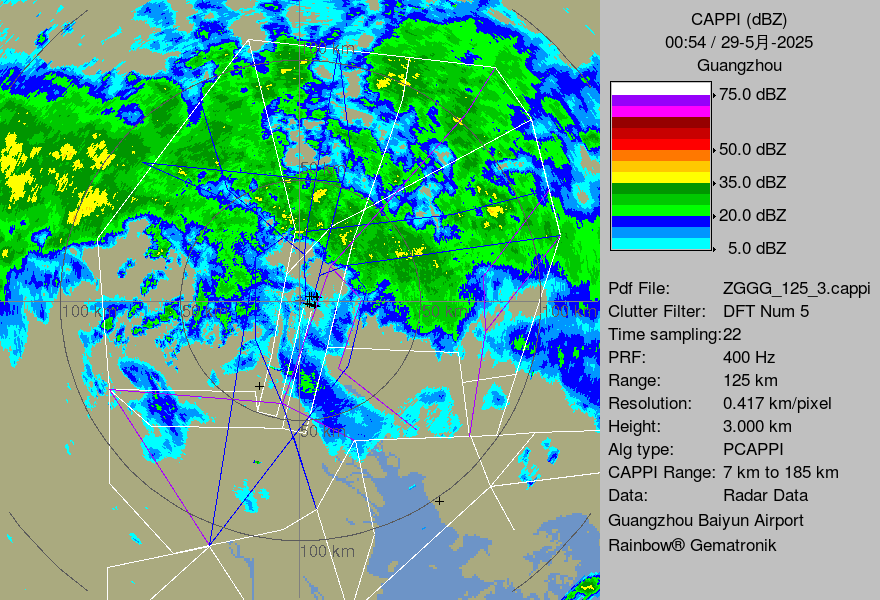 CAPPI (dBZ)
00:54 / 29-5月-2025
Guangzhou
75.0 dBZ
50.0 dBZ
35.0 dBZ
20.0 dBZ
5.0 dBZ
Pdf File: ZGGG_125_3.cappi
Clutter Filter: DFT Num 5
Time sampling:22
PRF: 400 Hz
Range: 125 km
Resolution: 0.417 km/pixel
Height: 3.000 km
Alg type: PCAPPI
CAPPI Range: 7 km to 185 km
Data: Radar Data
Guangzhou Baiyun Airport
Rainbow® Gematronik
100 km
50 km
50 km
100 km
50 km
100 km